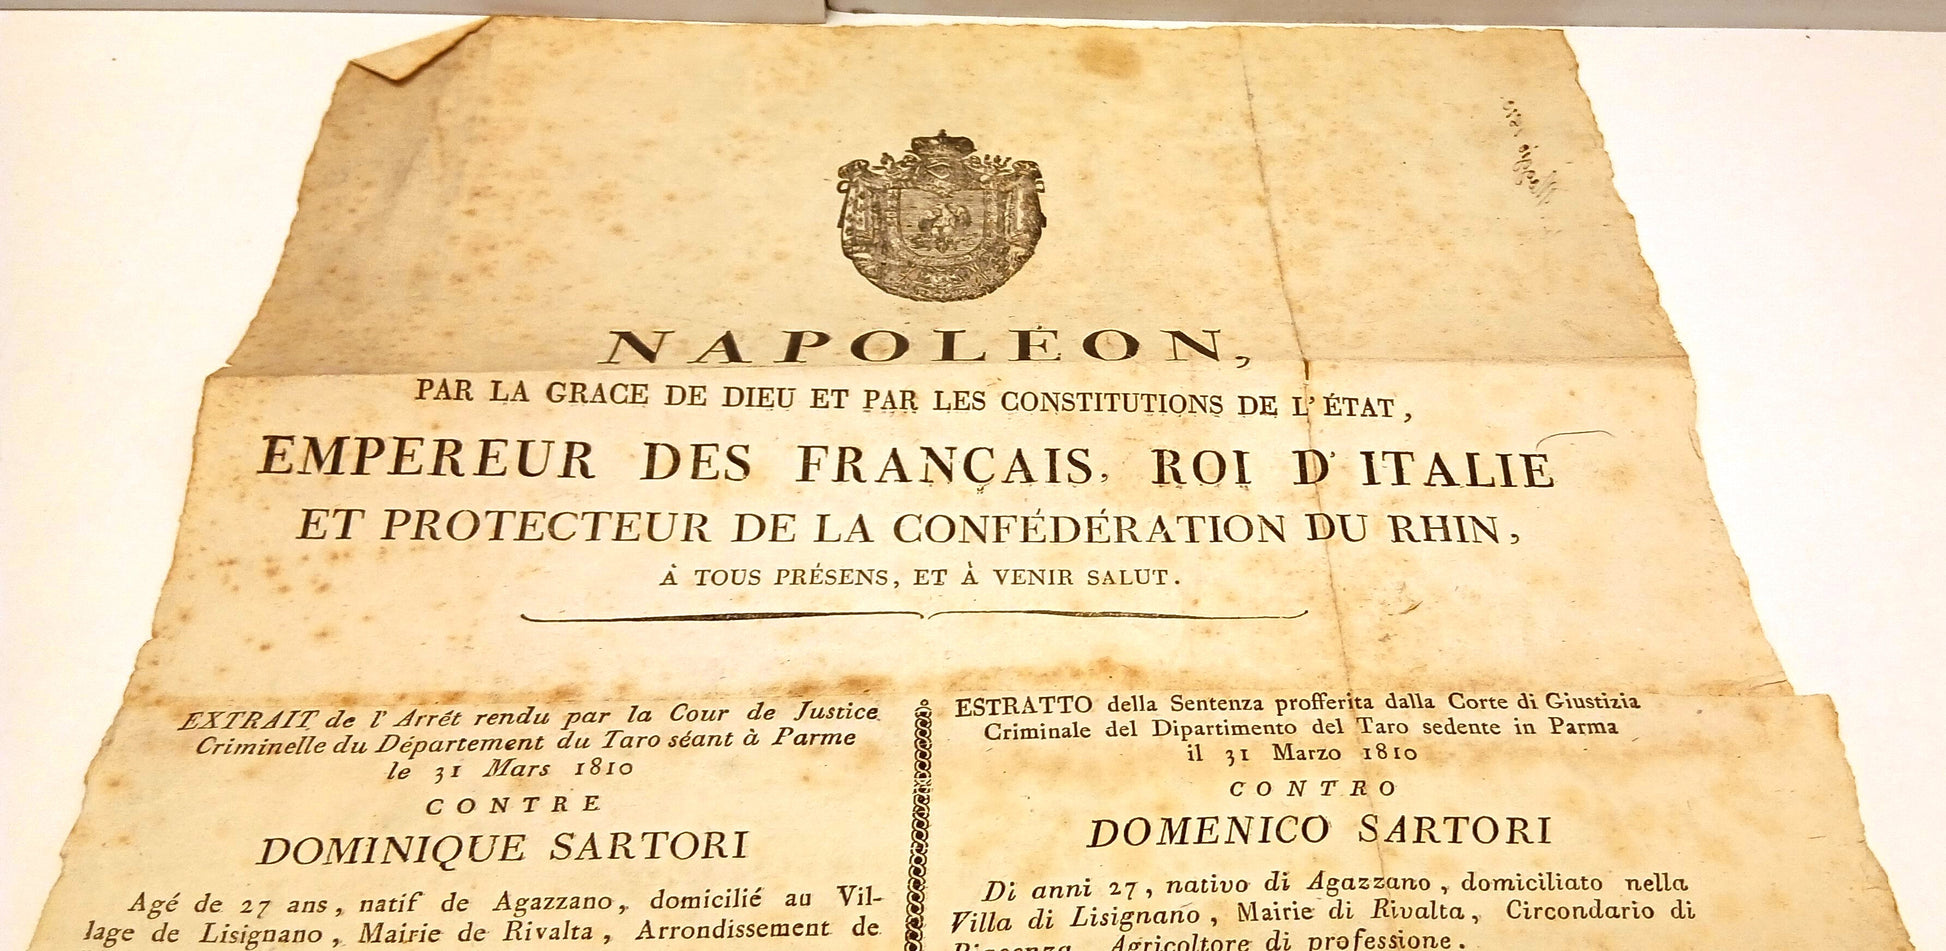 NAPOLÉON,
PAR LA GRACE DE DIEU ET PAR LES CONSTITUTIONS DE L'ÉTAT,
EMPEREUR DES FRANÇAIS, ROI D'ITALIE
ET PROTECTEUR DE LA CONFÉDÉRATION DU RHIN,
À TOUS PRÉSENS, ET À VENIR SALUT.
EXTRAIT de l'Arrêt rendu par la Cour de Justice
Criminelle du Département du Taro séant à Parme
le 31 Mars 1810
CONTRE
DOMINIQUE SARTORI
Agé de 27 ans, natif de Agazzano, domicilié au Vil-
lage de Lisignano, Mairie de Rivalta, Arrondissement de
ESTRATTO della Sentenza profferita dalla Corte di Giustizia
Criminale del Dipartimento del Taro sedente in Parma
il 31 Marzo 1810
CONTRO
DOMENICO SARTORI
Di anni 27, nativo di Agazzano, domiciliato nella
Villa di Lisignano, Mairie di Rivalta, Circondario di
Piacenza, Agricoltore di professione.